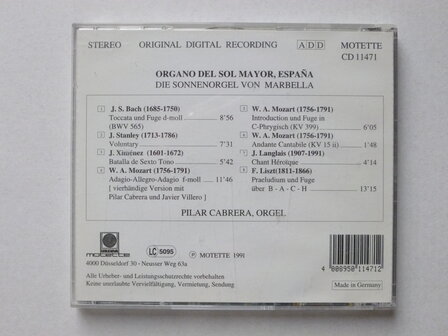 STEREO ORIGINAL DIGITAL RECORDING ADD MOTETTE
CD 11471
ORGANO DEL SOL MAYOR, ESPAÑA
DIE SONNENORGEL VON MARBELLA
1 J. S. Bach (1685-1750)
Toccata und Fuge d-moll 8'56
(BWV 565)
2 J. Stanley (1713-1786)
Voluntary 7'31
3 J. Ximénez (1601-1672)
Batalla de Sexto Tono 5'42
4 W. A. Mozart (1756-1791)
Adagio-Allegro-Adagio f-moll 11'46
[ vierhändige Version mit
Pilar Cabrera und Javier Villero ]
5 W. A. Mozart (1756-1791)
Introduction und Fuge in
C-Phrygisch (KV 399) 6'05
6 W. A. Mozart (1756-1791)
Andante Cantabile (KV 15 ii) 1'48
7 J. Langlais (1907-1991)
Chant Héroïque 4'14
8 F. Liszt(1811-1866)
Praeludium und Fuge
über B - A - C - H 13'15
PILAR CABRERA, ORGEL
motette
LC 5095
Ⓟ MOTETTE 1991
4000 Düsseldorf 30 - Neusser Weg 63a
Alle Urheber- und Leistungsschutzrechte vorbehalten
Keine unerlaubte Vervielfältigung, Vermietung, Sendung
4 008950 114712
Made in Germany